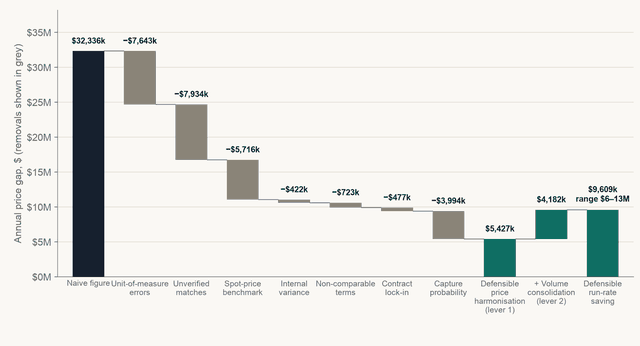 Annual price gap, $ (removals shown in grey)
$35M
$30M
$25M
$20M
$15M
$10M
$5M
$0M
$32,336k
−$7,643k
−$7,934k
−$5,716k
−$422k
−$723k
−$477k
−$3,994k
$5,427k
$4,182k
$9,609k
range $6–13M
Naive figure
Unit-of-measure
errors
Unverified
matches
Spot-price
benchmark
Internal
variance
Non-comparable
terms
Contract
lock-in
Capture
probability
Defensible
price
harmonisation
(lever 1)
+ Volume
consolidation
(lever 2)
Defensible
run-rate
saving